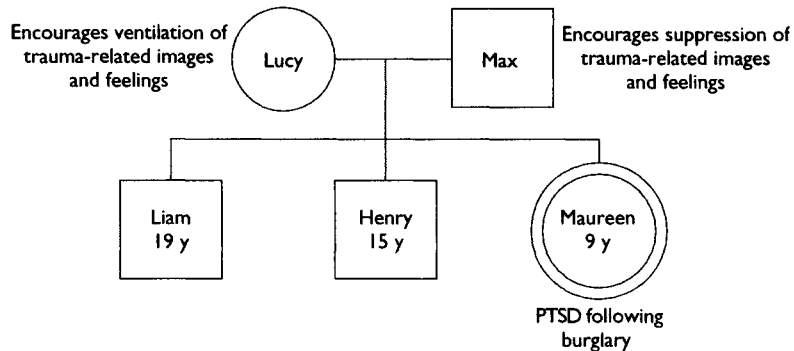 Encourages ventilation of
trauma-related images
and feelings
Lucy
Max
Encourages suppression of
trauma-related images
and feelings
Liam
19 y
Henry
15 y
Maureen
9 y
PTSD following
burglary